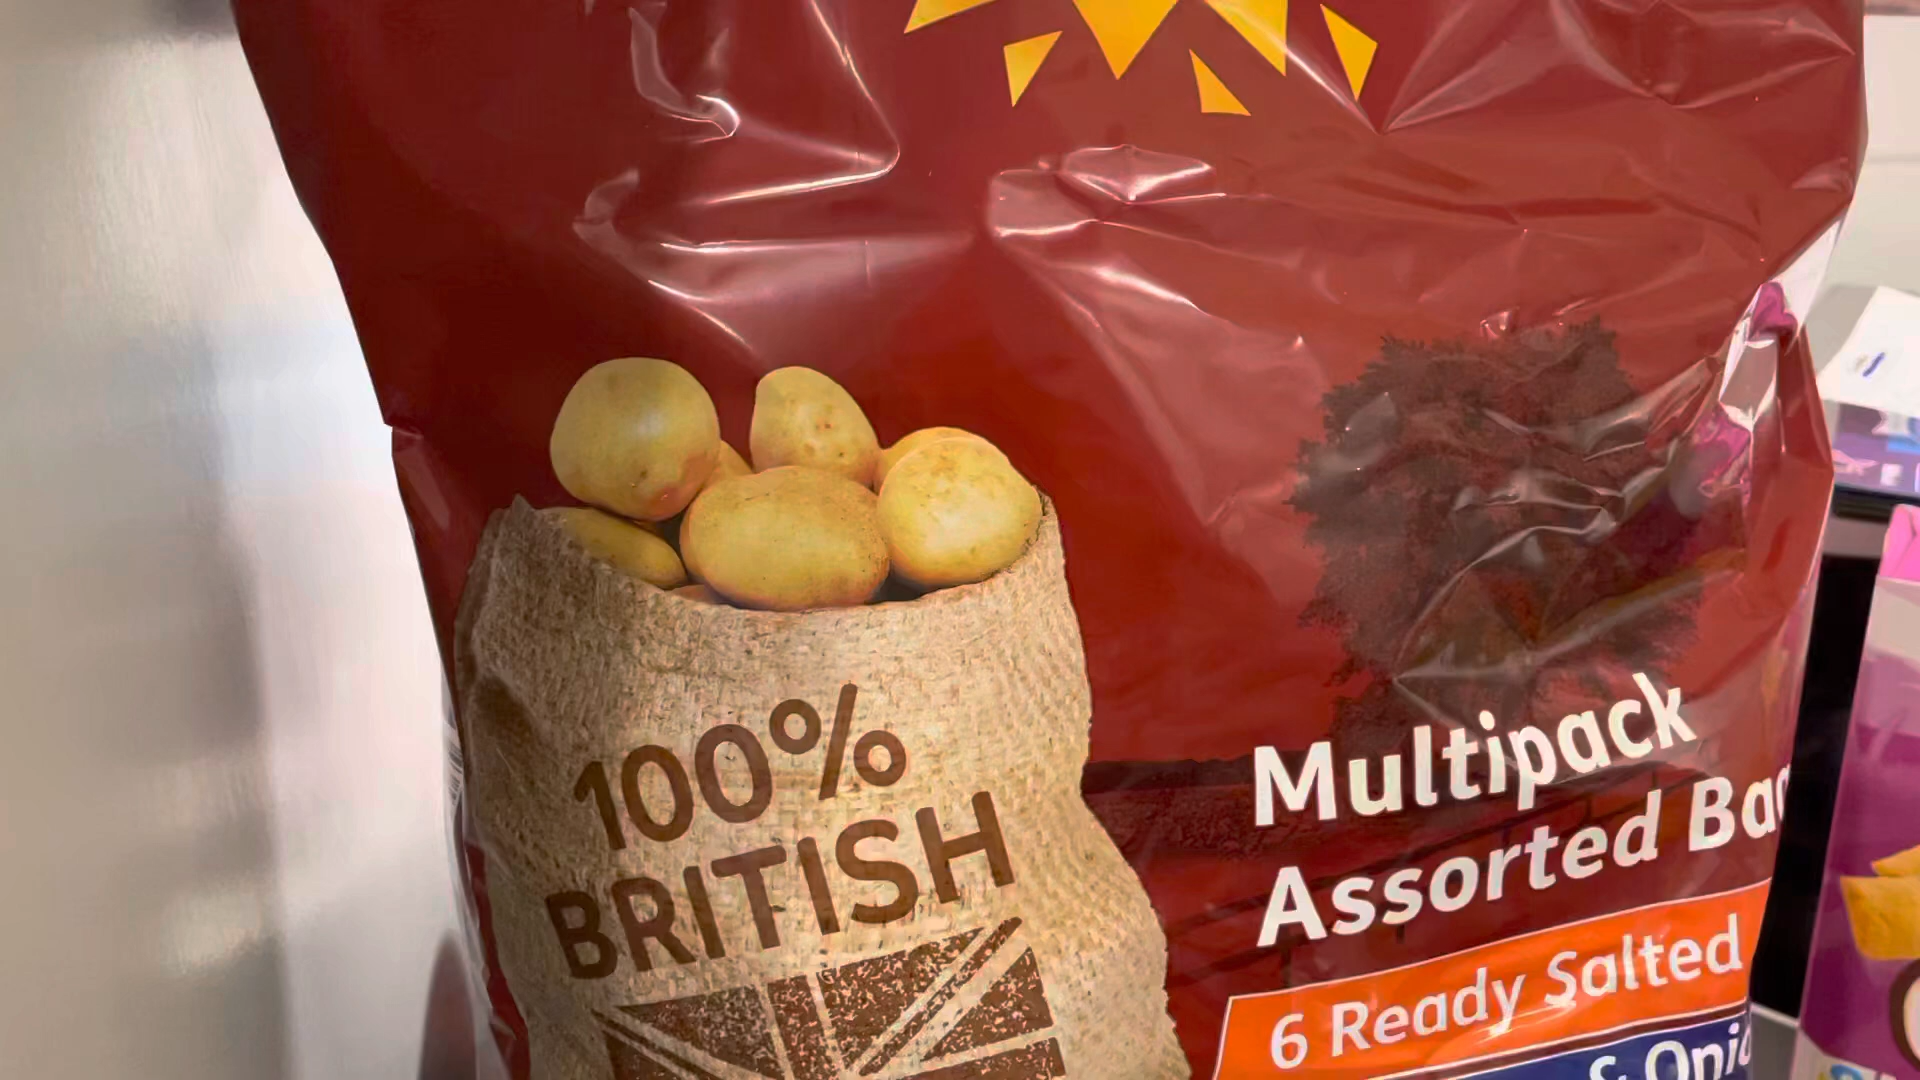 100%
BRITISH
Multipack
Assorted
6 Ready Salted
&